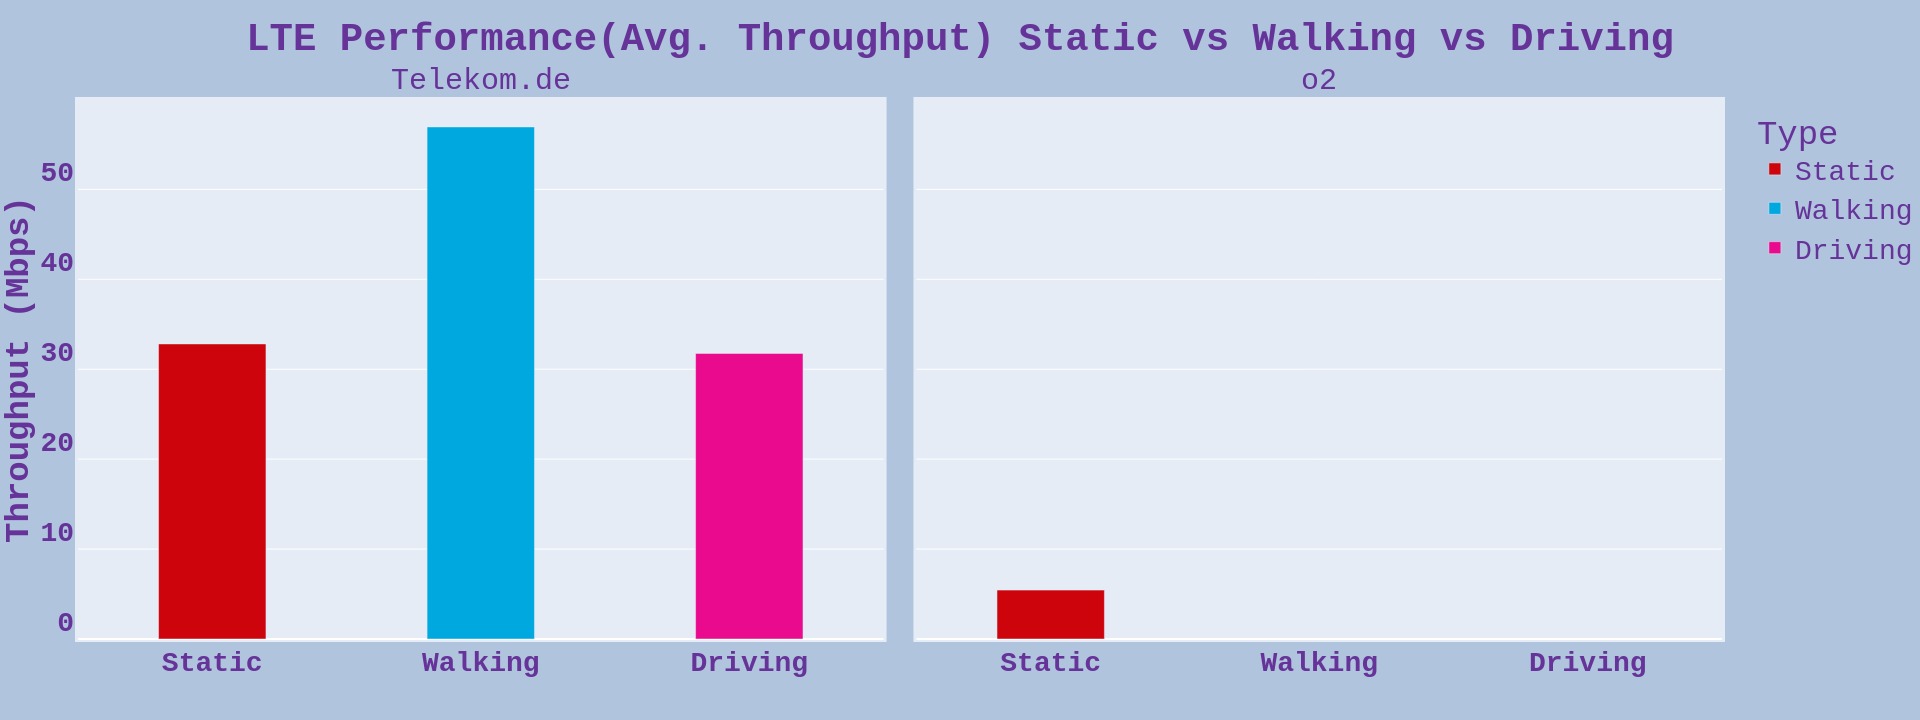 LTE Performance(Avg. Throughput) Static vs Walking vs Driving
Telekom.de
o2
Throughput (Mbps)
50
40
30
20
10
0
Static
Walking
Driving
Static
Walking
Driving
Type
Static
Walking
Driving